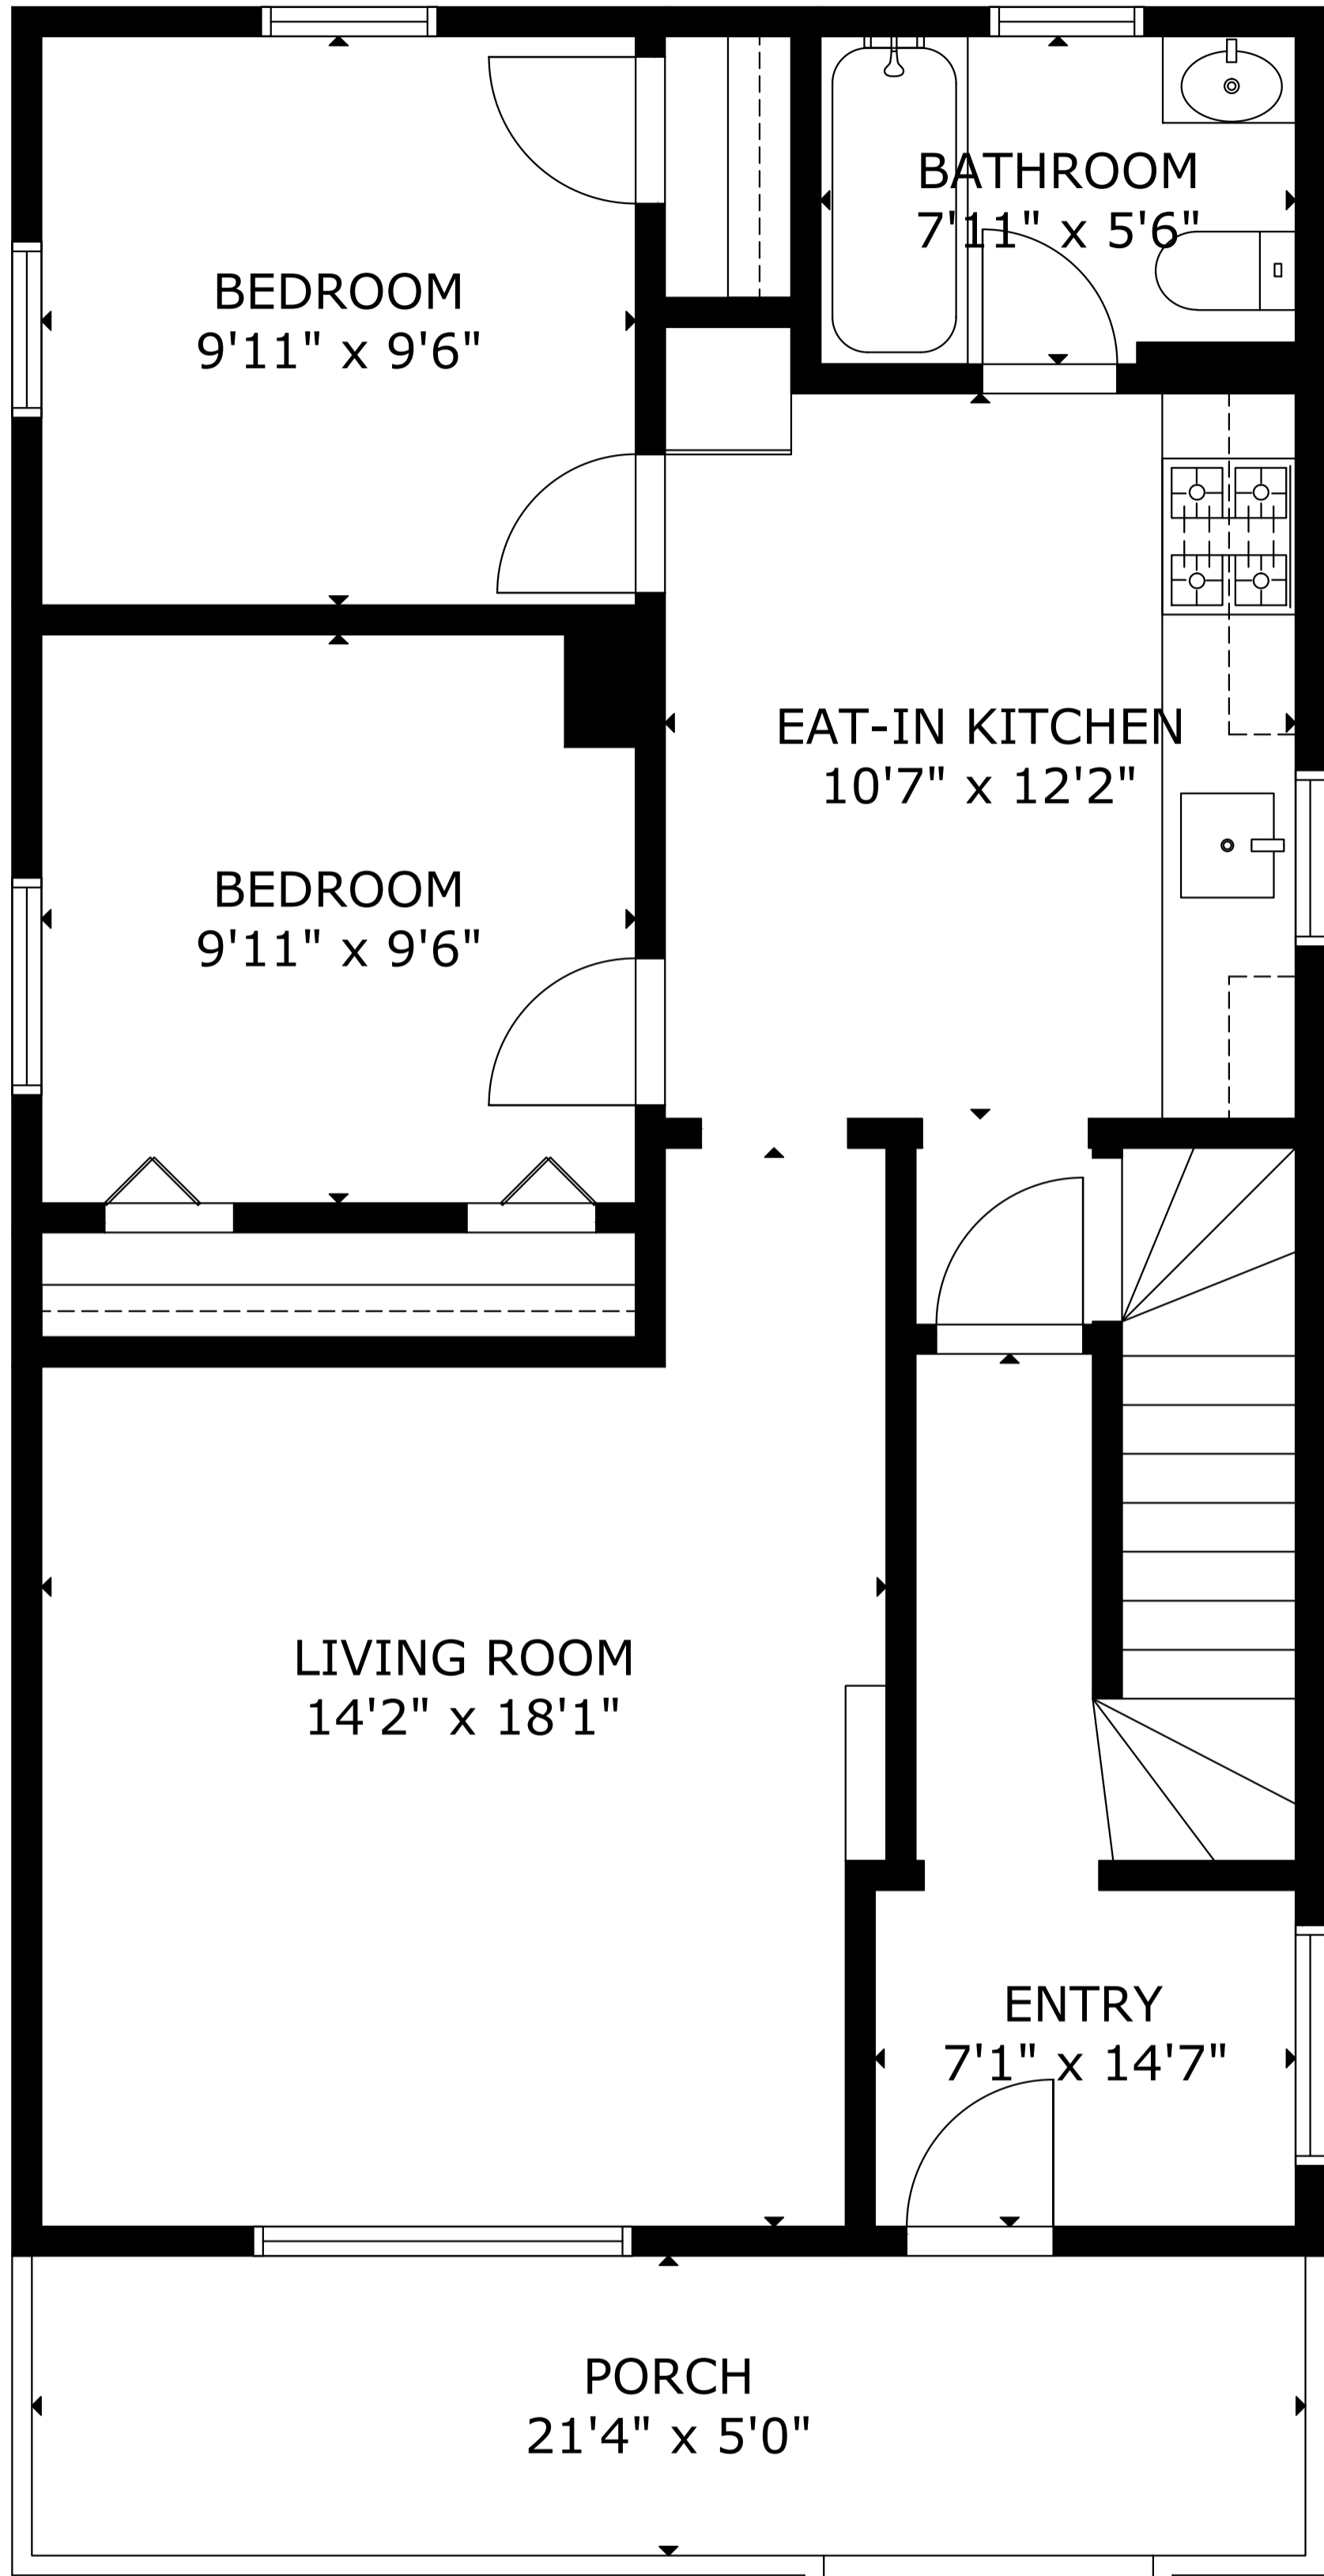 BATHROOM
7'11" x 5'6"
BEDROOM
9'11" x 9'6"
EAT-IN KITCHEN
10'7" x 12'2"
BEDROOM
9'11" x 9'6"
LIVING ROOM
14'2" x 18'1"
ENTRY
7'1" x 14'7"
PORCH
21'4" x 5'0"